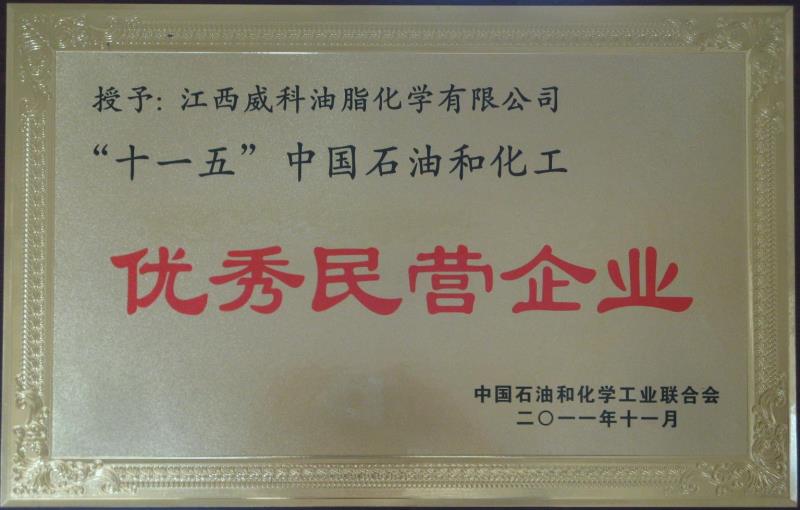 授予：江西威科油脂化学有限公司
“十一五”中国石油和化工
优秀民营企业
中国石油和化学工业联合会
二〇一一年十一月